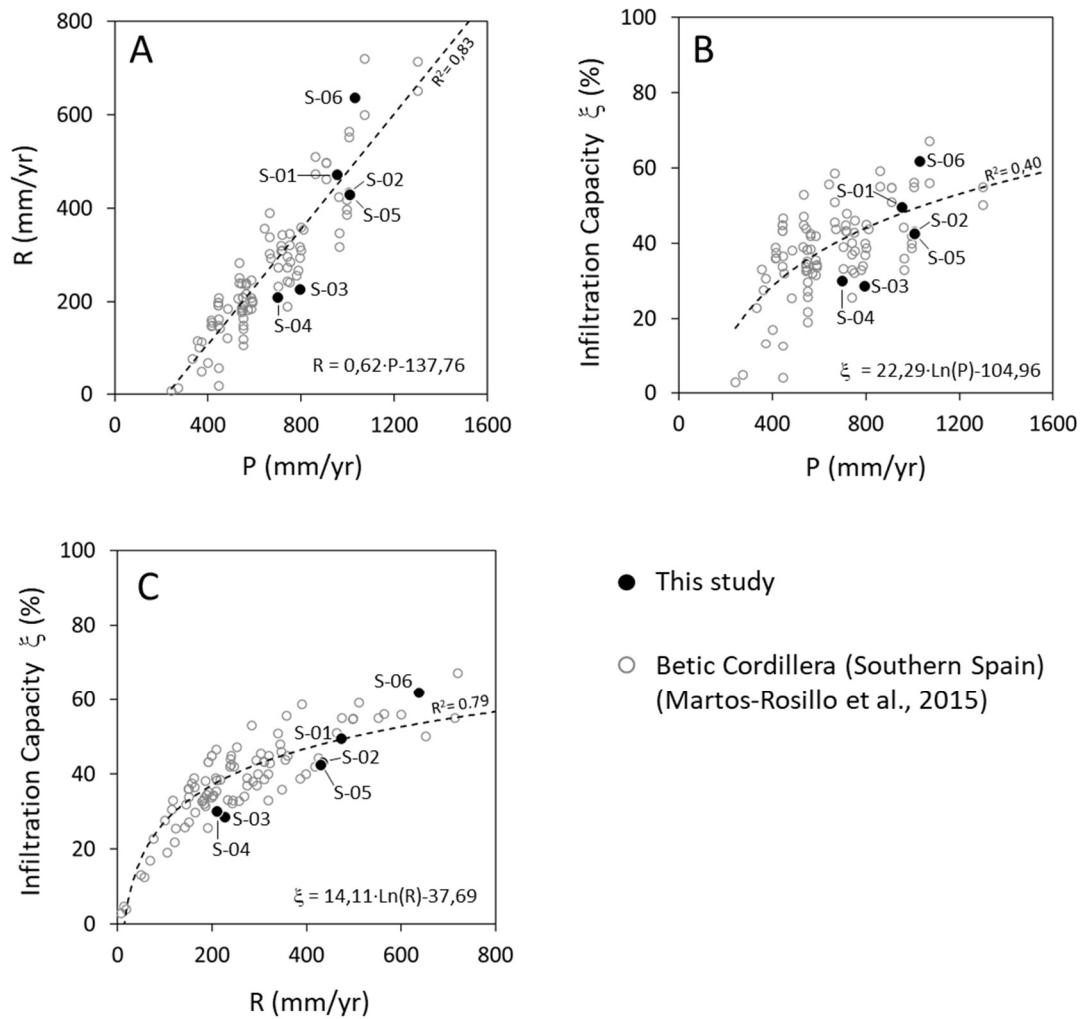 A
R (mm/yr)
800
600
400
200
0
R²= 0,83
S-06
S-01
S-02
S-05
S-03
S-04
R = 0,62·P-137,76
0 400 800 1200 1600
P (mm/yr)
B
Infiltration Capacity ξ (%)
100
80
60
40
20
0
S-06
R²= 0,40
S-01
S-02
S-05
S-03
S-04
ξ = 22,29·Ln(P)-104,96
0 400 800 1200 1600
P (mm/yr)
C
Infiltration Capacity ξ (%)
100
80
60
40
20
0
S-06
R²= 0.79
S-01
S-02
S-05
S-03
S-04
ξ = 14,11·Ln(R)-37,69
0 200 400 600 800
R (mm/yr)
This study
Betic Cordillera (Southern Spain)
(Martos-Rosillo et al., 2015)